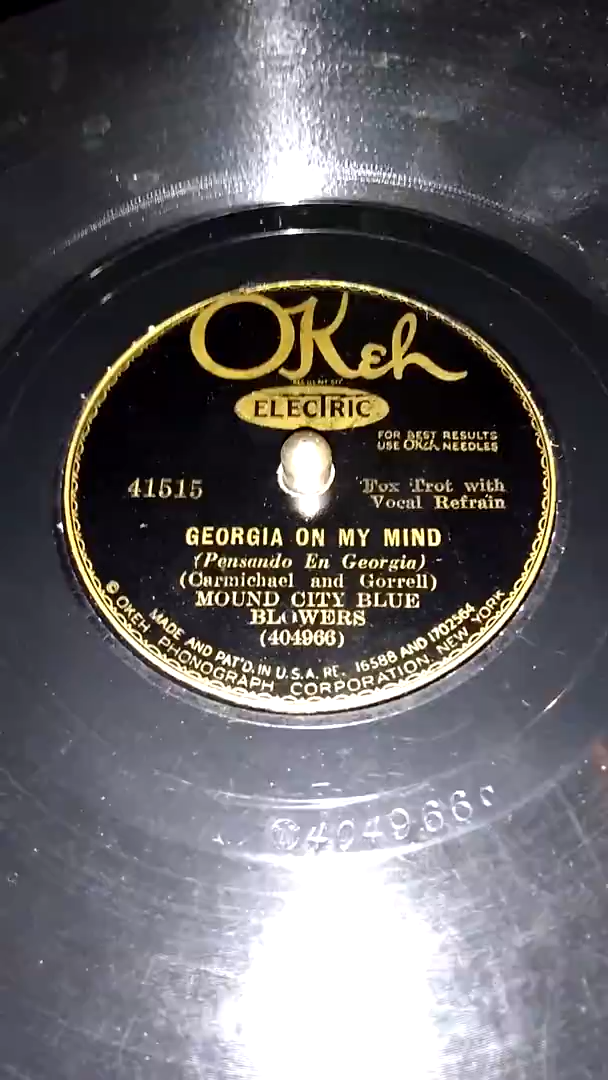 OKeh
ELECTRIC
FOR BEST RESULTS
USE OKeh NEEDLES
41515
Fox Trot with
Vocal Refrain
GEORGIA ON MY MIND
(Pensando En Georgia)
(Carmichael and Gorrell)
MOUND CITY BLUE
BLOWERS
(404966)
MADE AND PAT'D. IN U.S.A. RE. 16588 AND 1702564
© OKEH PHONOGRAPH CORPORATION, NEW YORK
W404966C